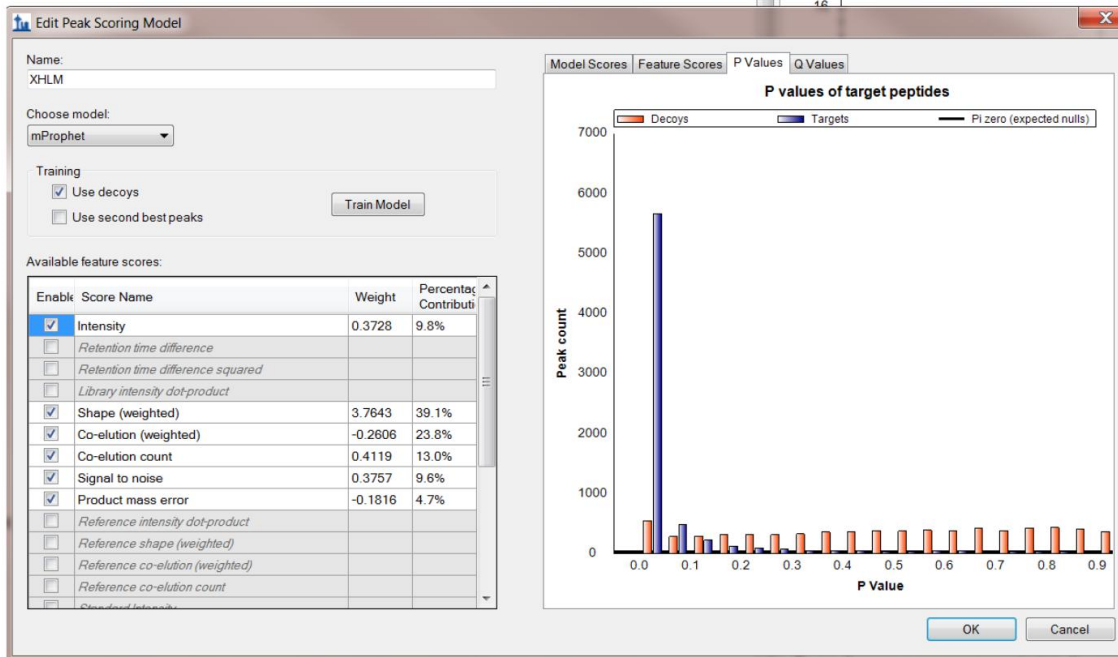 16
Edit Peak Scoring Model
X
Name:
XHLM
Choose model:
mProphet
Training
Use decoys
Use second best peaks
Train Model
Available feature scores:
Enable Score Name Weight Percentag Contributi
Intensity 0.3728 9.8%
Retention time difference
Retention time difference squared
Library intensity dot-product
Shape (weighted) 3.7643 39.1%
Co-elution (weighted) -0.2606 23.8%
Co-elution count 0.4119 13.0%
Signal to noise 0.3757 9.6%
Product mass error -0.1816 4.7%
Reference intensity dot-product
Reference shape (weighted)
Reference co-elution (weighted)
Reference co-elution count
Standard Intensity
Model Scores Feature Scores P Values Q Values
P values of target peptides
Decoys Targets Pi zero (expected nulls)
7000
6000
5000
4000
3000
2000
1000
0
Peak count
0.0 0.1 0.2 0.3 0.4 0.5 0.6 0.7 0.8 0.9
P Value
OK Cancel